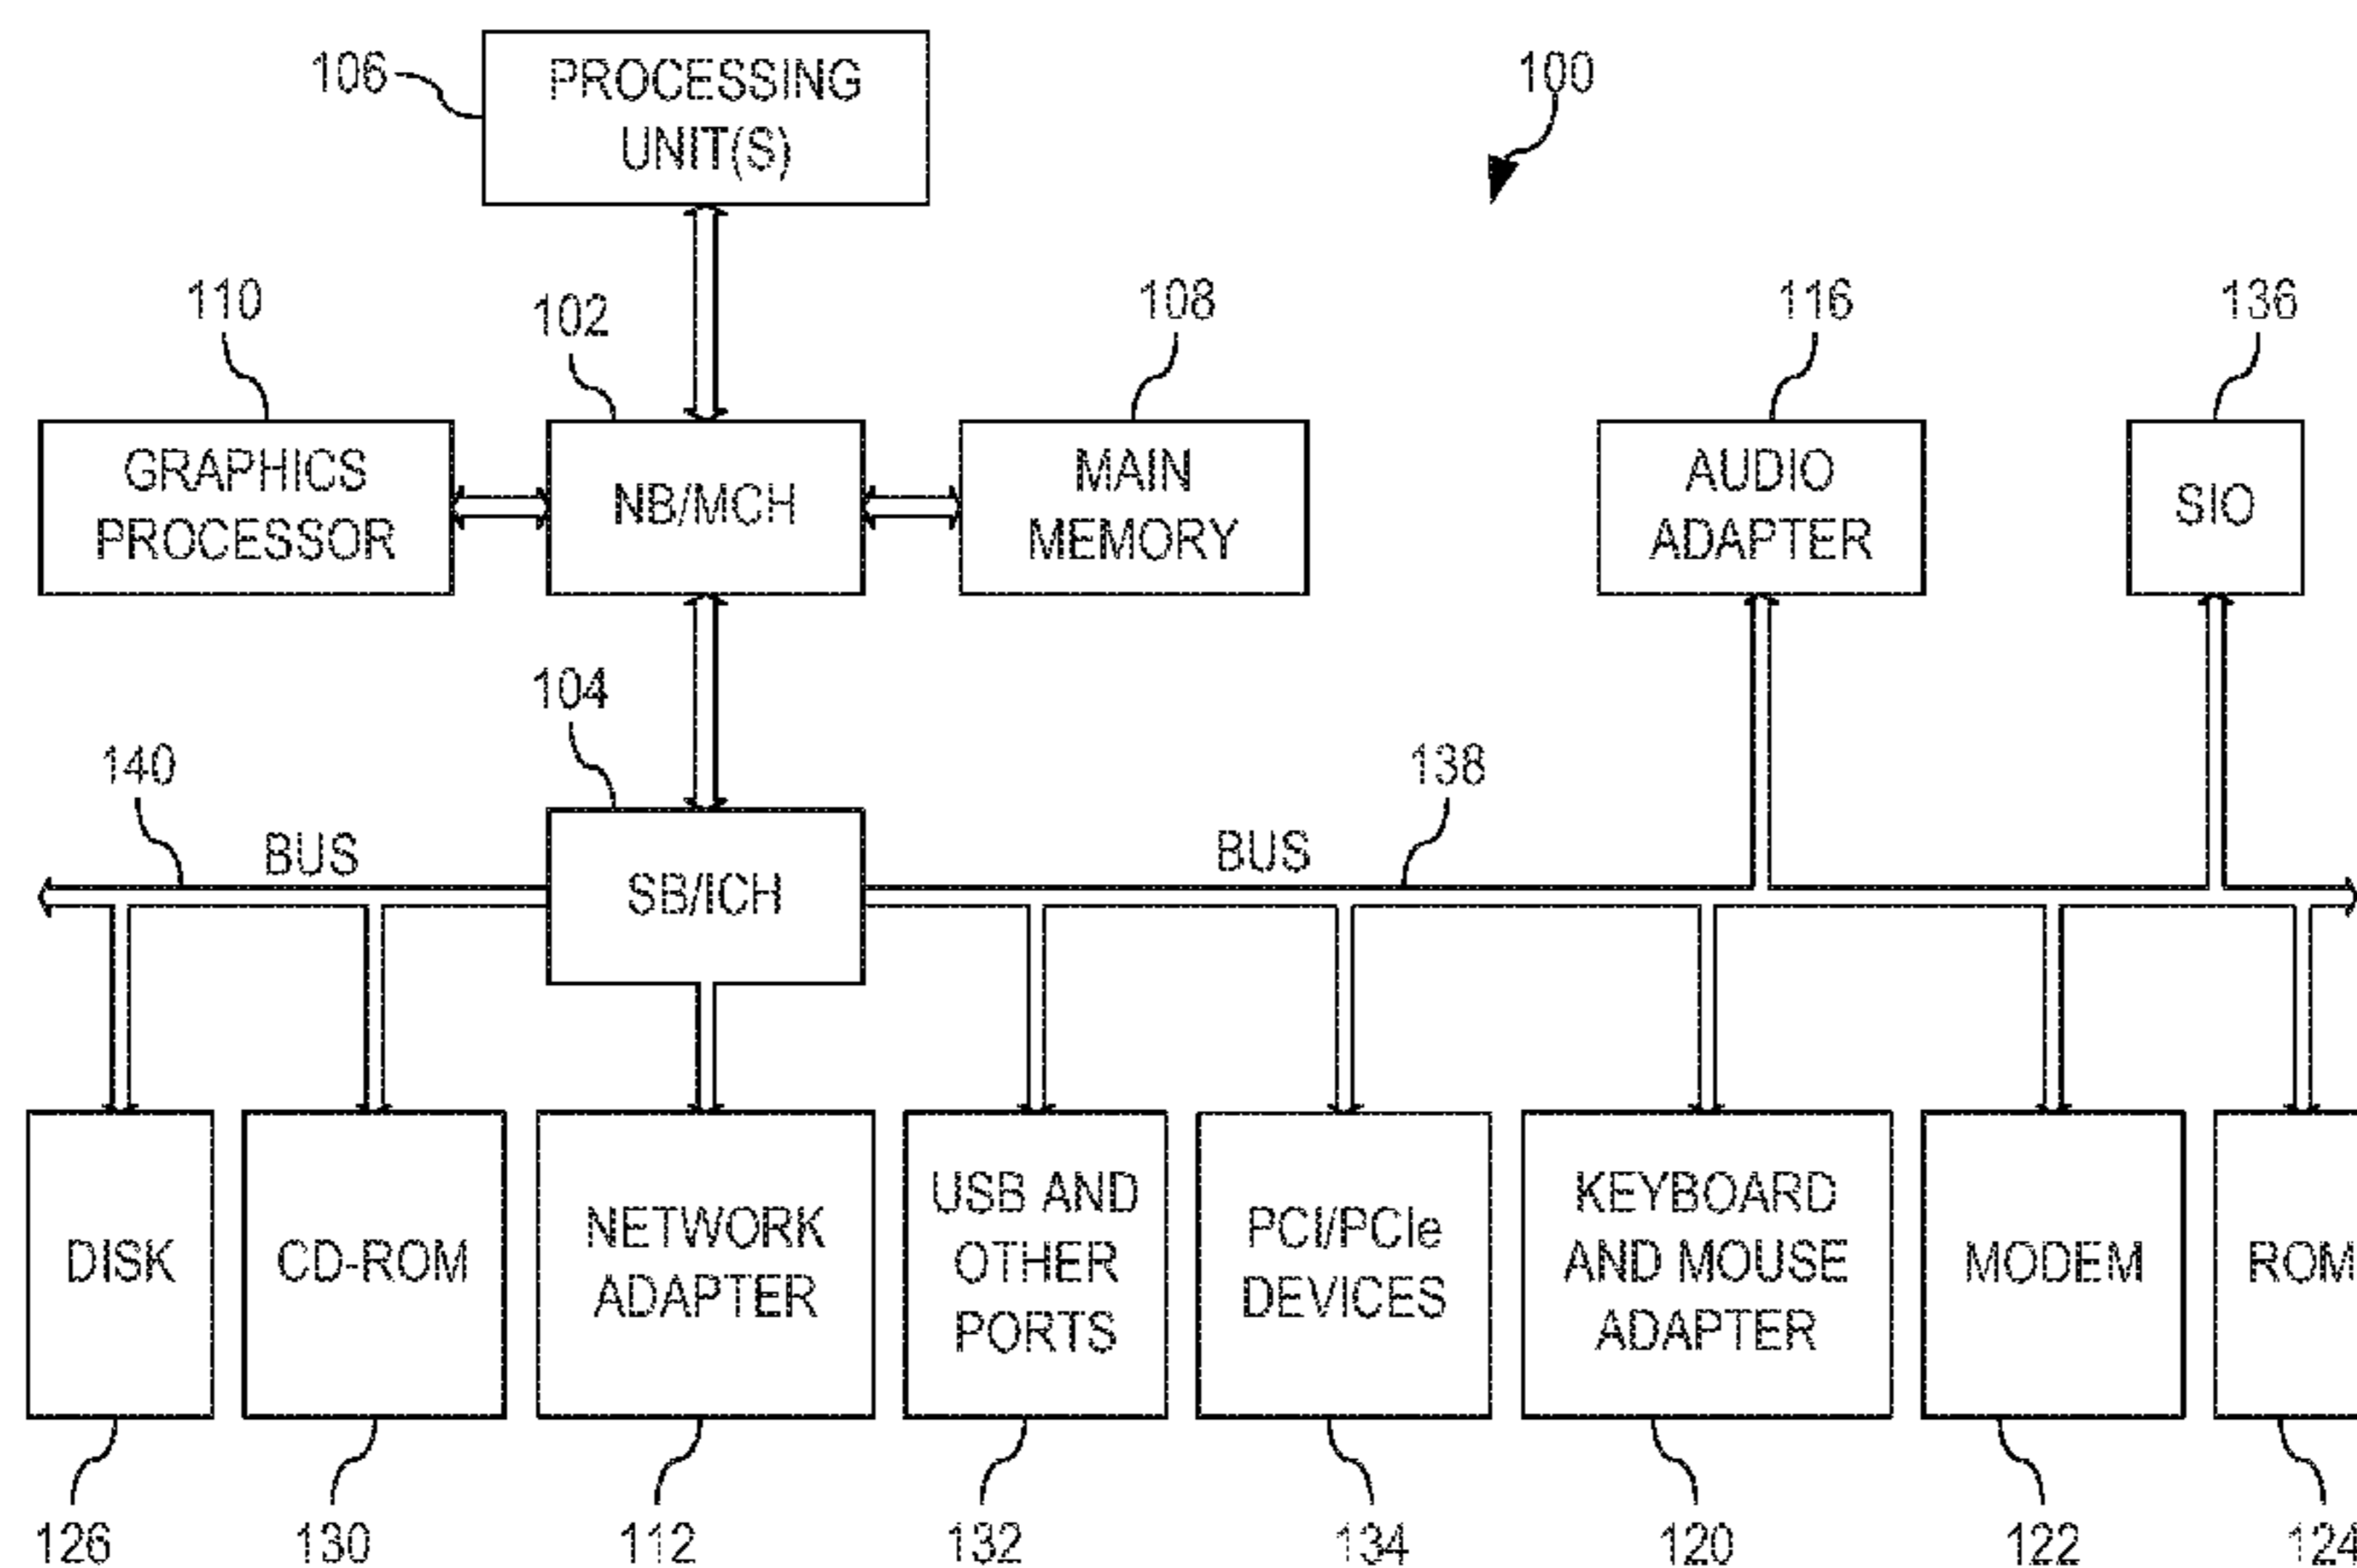 106
PROCESSING
UNIT(S)
100
110
102
108
116
136
GRAPHICS
PROCESSOR
NB/MCH
MAIN
MEMORY
AUDIO
ADAPTER
SIO
104
140
138
BUS
BUS
SB/ICH
DISK
CD-ROM
NETWORK
ADAPTER
USB AND
OTHER
PORTS
PCI/PCIe
DEVICES
KEYBOARD
AND MOUSE
ADAPTER
MODEM
ROM
126
130
112
132
134
120
122
124